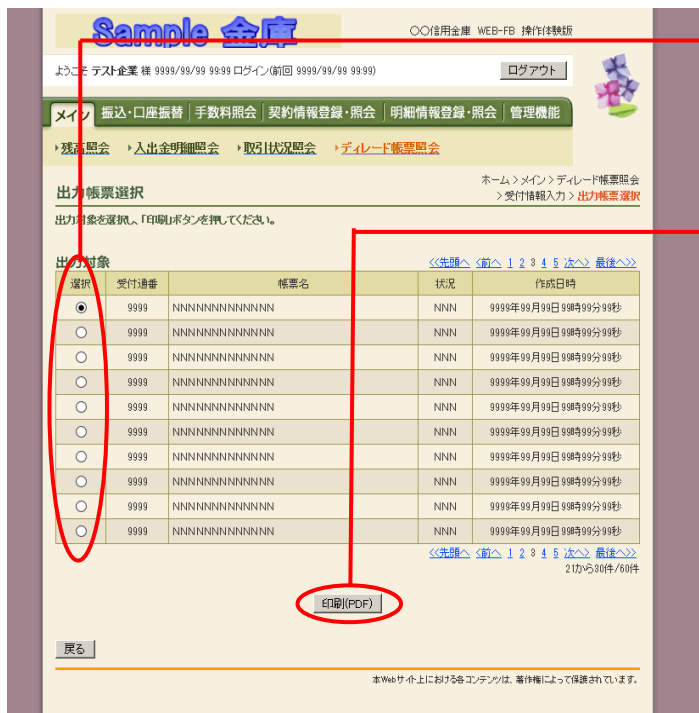 Sample 金庫
〇〇信用金庫 WEB-FB 操作体験版
ようこそ テスト企業 様 9999/99/99 99:99 ログイン(前回 9999/99/99 99:99)
ログアウト
メイン 振込・口座振替 手数料照会 契約情報登録・照会 明細情報登録・照会 管理機能
残高照会 入出金明細照会 取引状況照会 ディレード帳票照会
ホーム > メイン > ディレード帳票照会
> 受付情報入力 > 出力帳票選択
出力帳票選択
出力対象を選択し、「印刷」ボタンを押してください。
出力対象
<<先頭へ <前へ 1 2 3 4 5 次へ> 最後へ>>
選択 受付通番 帳票名 状況 作成日時
9999 NNNNNNNNNNNNN NNN 9999年99月99日 99時99分99秒
9999 NNNNNNNNNNNNN NNN 9999年99月99日 99時99分99秒
9999 NNNNNNNNNNNNN NNN 9999年99月99日 99時99分99秒
9999 NNNNNNNNNNNNN NNN 9999年99月99日 99時99分99秒
9999 NNNNNNNNNNNNN NNN 9999年99月99日 99時99分99秒
9999 NNNNNNNNNNNNN NNN 9999年99月99日 99時99分99秒
9999 NNNNNNNNNNNNN NNN 9999年99月99日 99時99分99秒
9999 NNNNNNNNNNNNN NNN 9999年99月99日 99時99分99秒
9999 NNNNNNNNNNNNN NNN 9999年99月99日 99時99分99秒
9999 NNNNNNNNNNNNN NNN 9999年99月99日 99時99分99秒
<<先頭へ <前へ 1 2 3 4 5 次へ> 最後へ>>
21から30件/60件
印刷(PDF)
戻る
本Webサイト上における各コンテンツは、著作権によって保護されています。